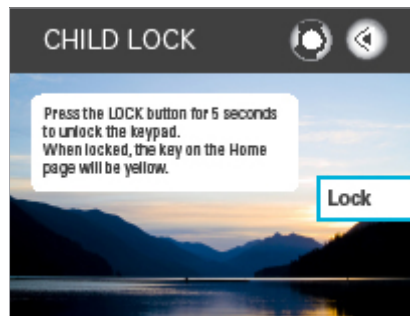 CHILD LOCK
Press the LOCK button for 5 seconds
to unlock the keypad.
When locked, the key on the Home
page will be yellow.
Lock